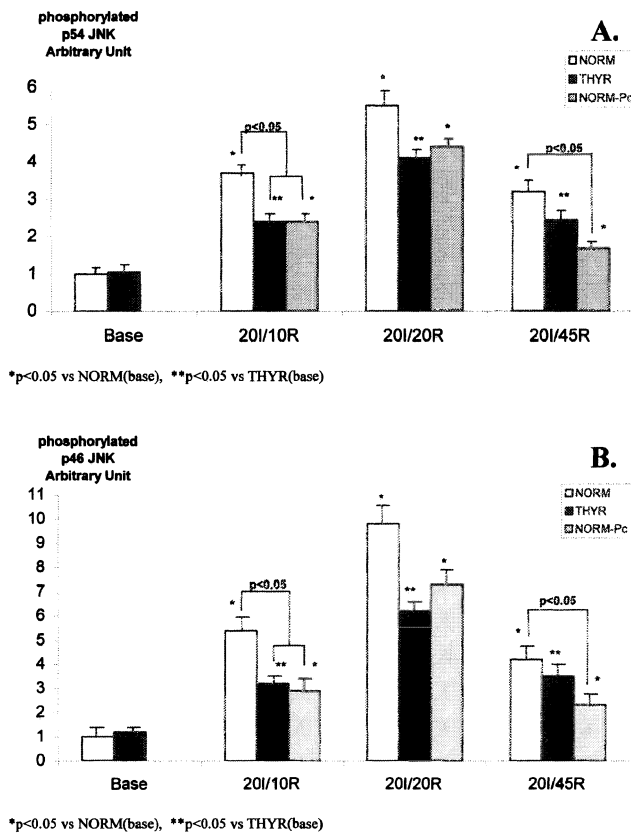 phosphorylated
p54 JNK
Arbitrary Unit
A.
NORM
THYR
NORM-Pc
6
5
4
3
2
1
0
*
p<0.05
**
*
*
**
*
*
p<0.05
**
*
Base
20I/10R
20I/20R
20I/45R
*p<0.05 vs NORM(base), **p<0.05 vs THYR(base)
phosphorylated
p46 JNK
Arbitrary Unit
B.
NORM
THYR
NORM-Pc
11
10
9
8
7
6
5
4
3
2
1
0
*
p<0.05
**
*
*
**
*
*
p<0.05
**
*
Base
20I/10R
20I/20R
20I/45R
*p<0.05 vs NORM(base), **p<0.05 vs THYR(base)